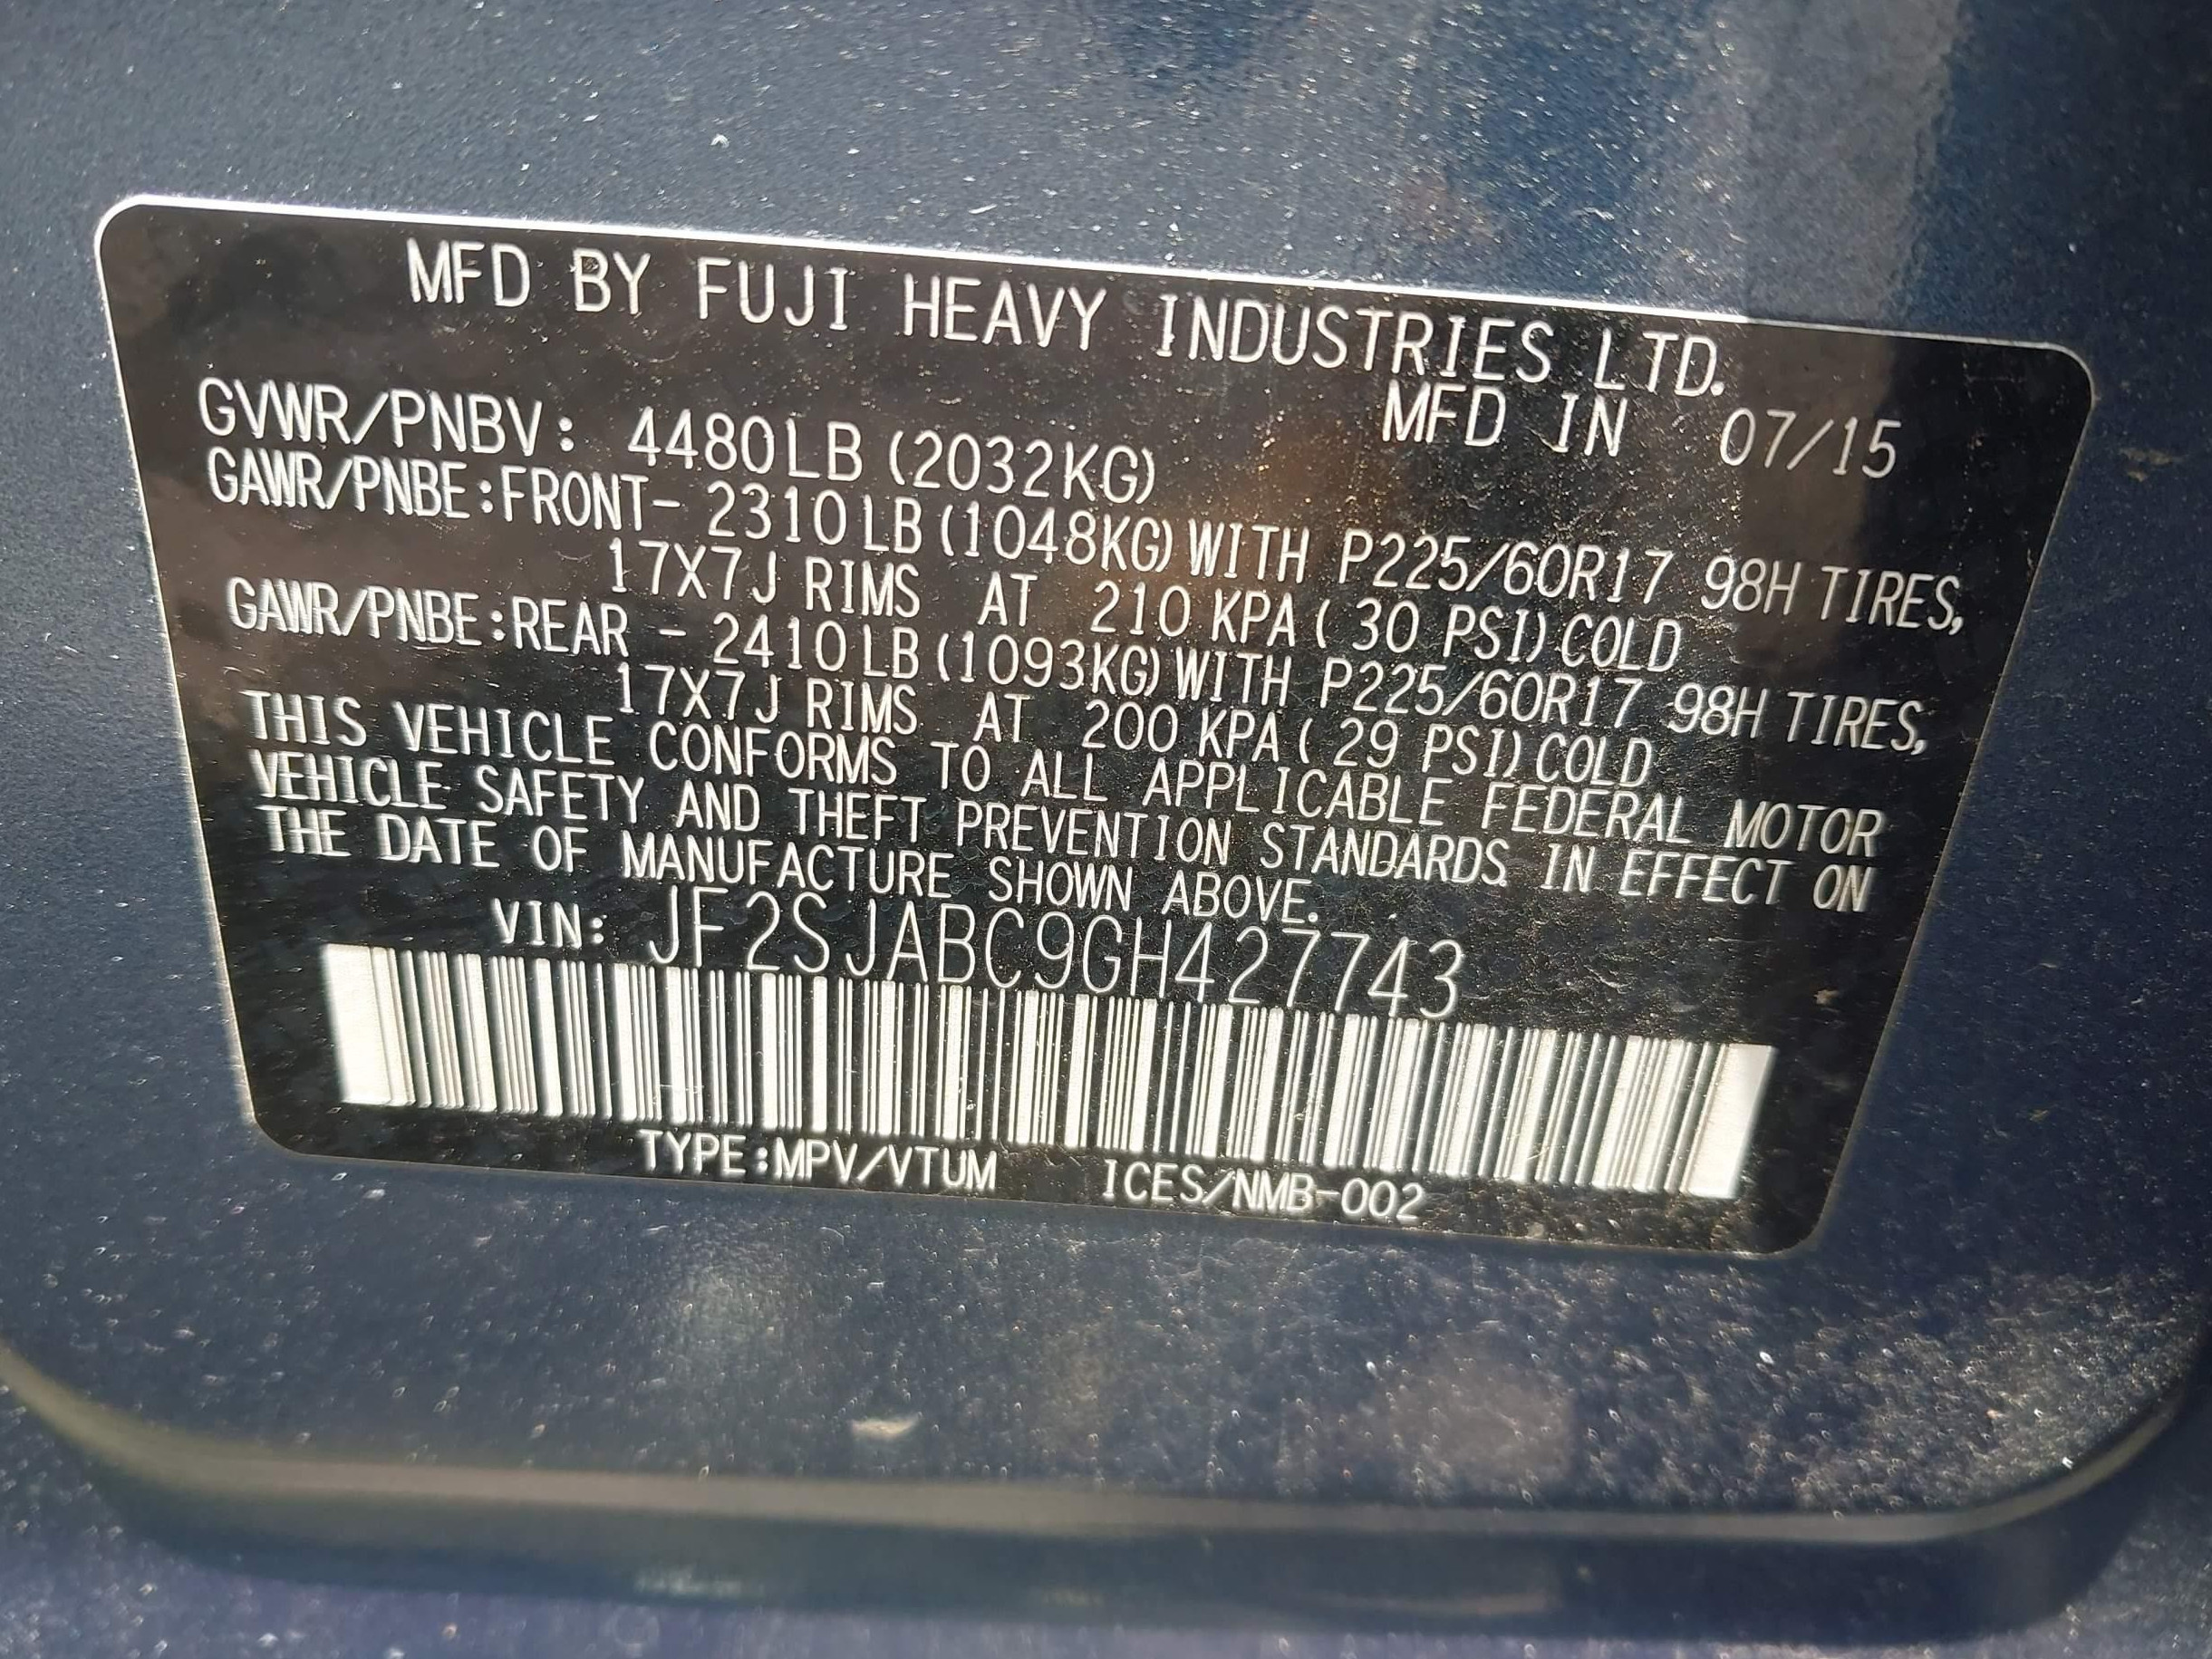 MFD BY FUJI HEAVY INDUSTRIES LTD.
MFD IN 07/15
GVWR/PNBV: 4480LB (2032KG)
GAWR/PNBE:FRONT- 2310LB(1048KG)WITH P225/60R17 98H TIRES,
17X7J RIMS AT 210 KPA( 30 PSI)COLD
GAWR/PNBE:REAR - 2410LB(1093KG)WITH P225/60R17 98H TIRES,
17X7J RIMS AT 200 KPA( 29 PSI)COLD
THIS VEHICLE CONFORMS TO ALL APPLICABLE FEDERAL MOTOR
VEHICLE SAFETY AND THEFT PREVENTION STANDARDS IN EFFECT ON
THE DATE OF MANUFACTURE SHOWN ABOVE.
VIN: JF2SJABC9GH427743
TYPE:MPV/VTUM ICES/NMB-002